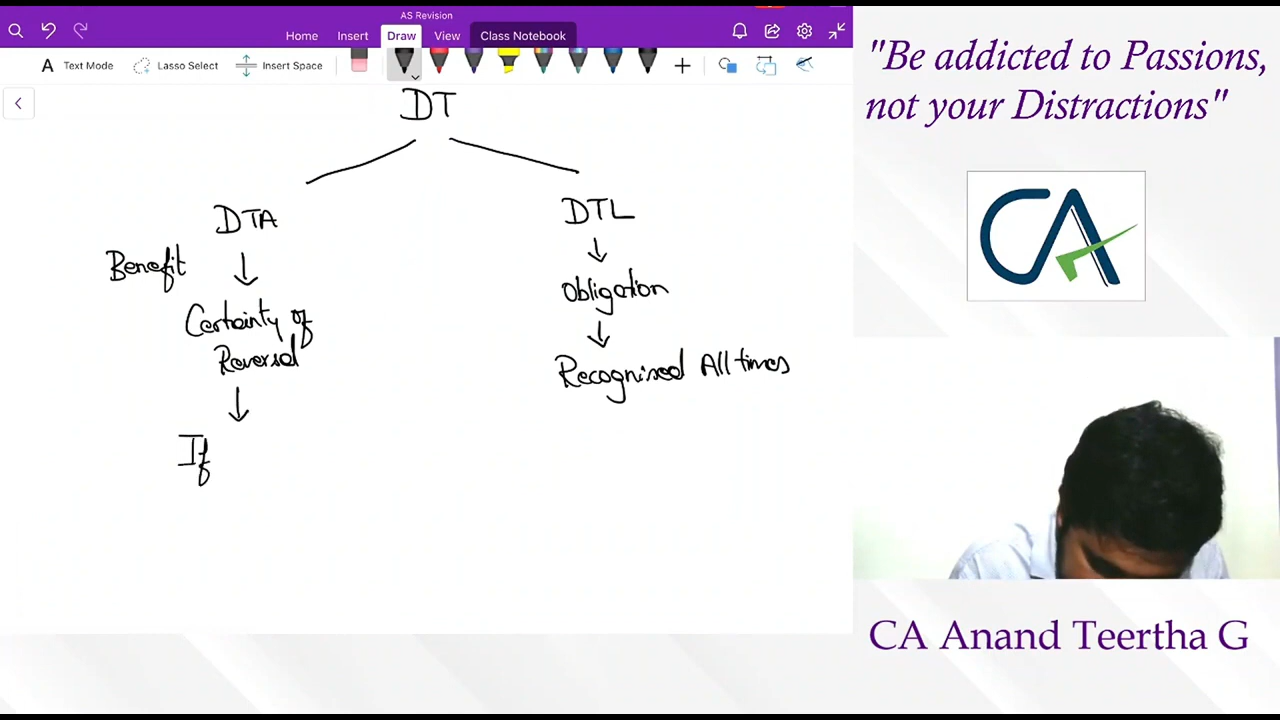 AS Revision
Home Insert Draw View Class Notebook
A Text Mode Lasso Select Insert Space
"Be addicted to Passions,
not your Distractions"
CA
DT
DTA
DTL
Benefit
Obligation
Certainty of
Reversal
Recognised All times
If
CA Anand Teertha G